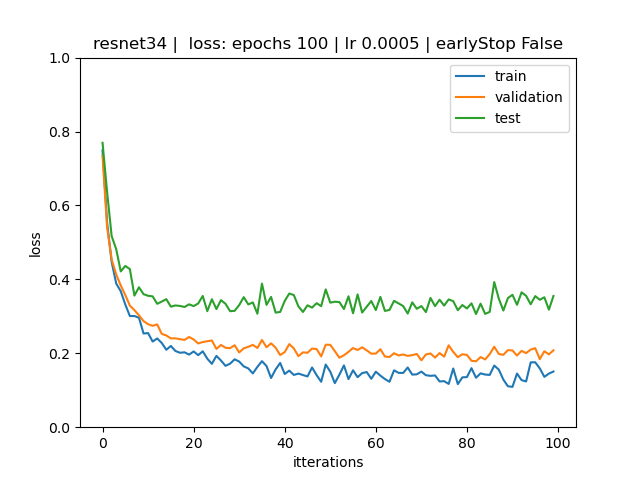 resnet34 |  loss: epochs 100 | lr 0.0005 | earlyStop False
train
validation
test
loss
1.0
0.8
0.6
0.4
0.2
0.0
0 20 40 60 80 100
itterations